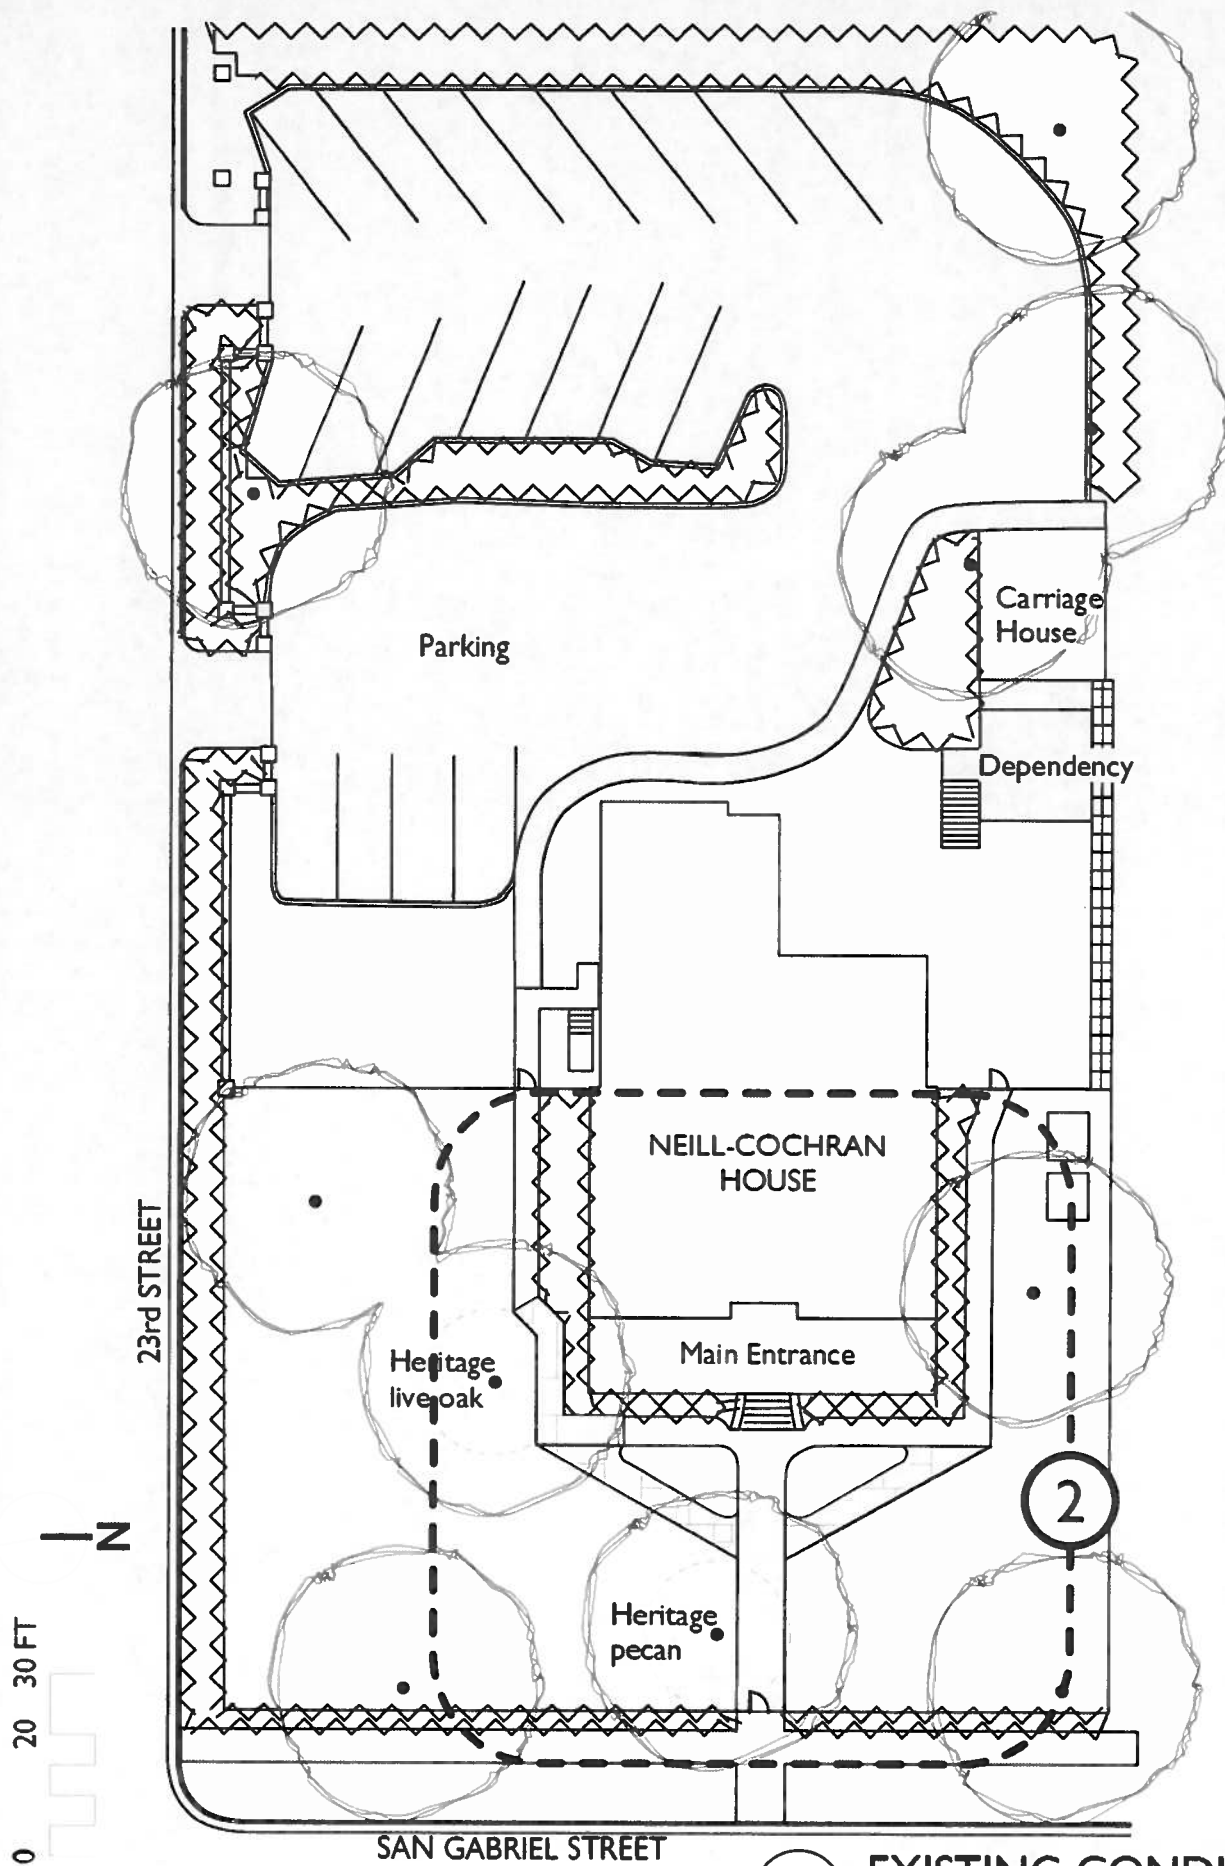 Parking
Carriage
House
Dependency
NEILL-COCHRAN
HOUSE
23rd STREET
Main Entrance
Heritage
live oak
2
N
Heritage
pecan
0 20 30 FT
SAN GABRIEL STREET